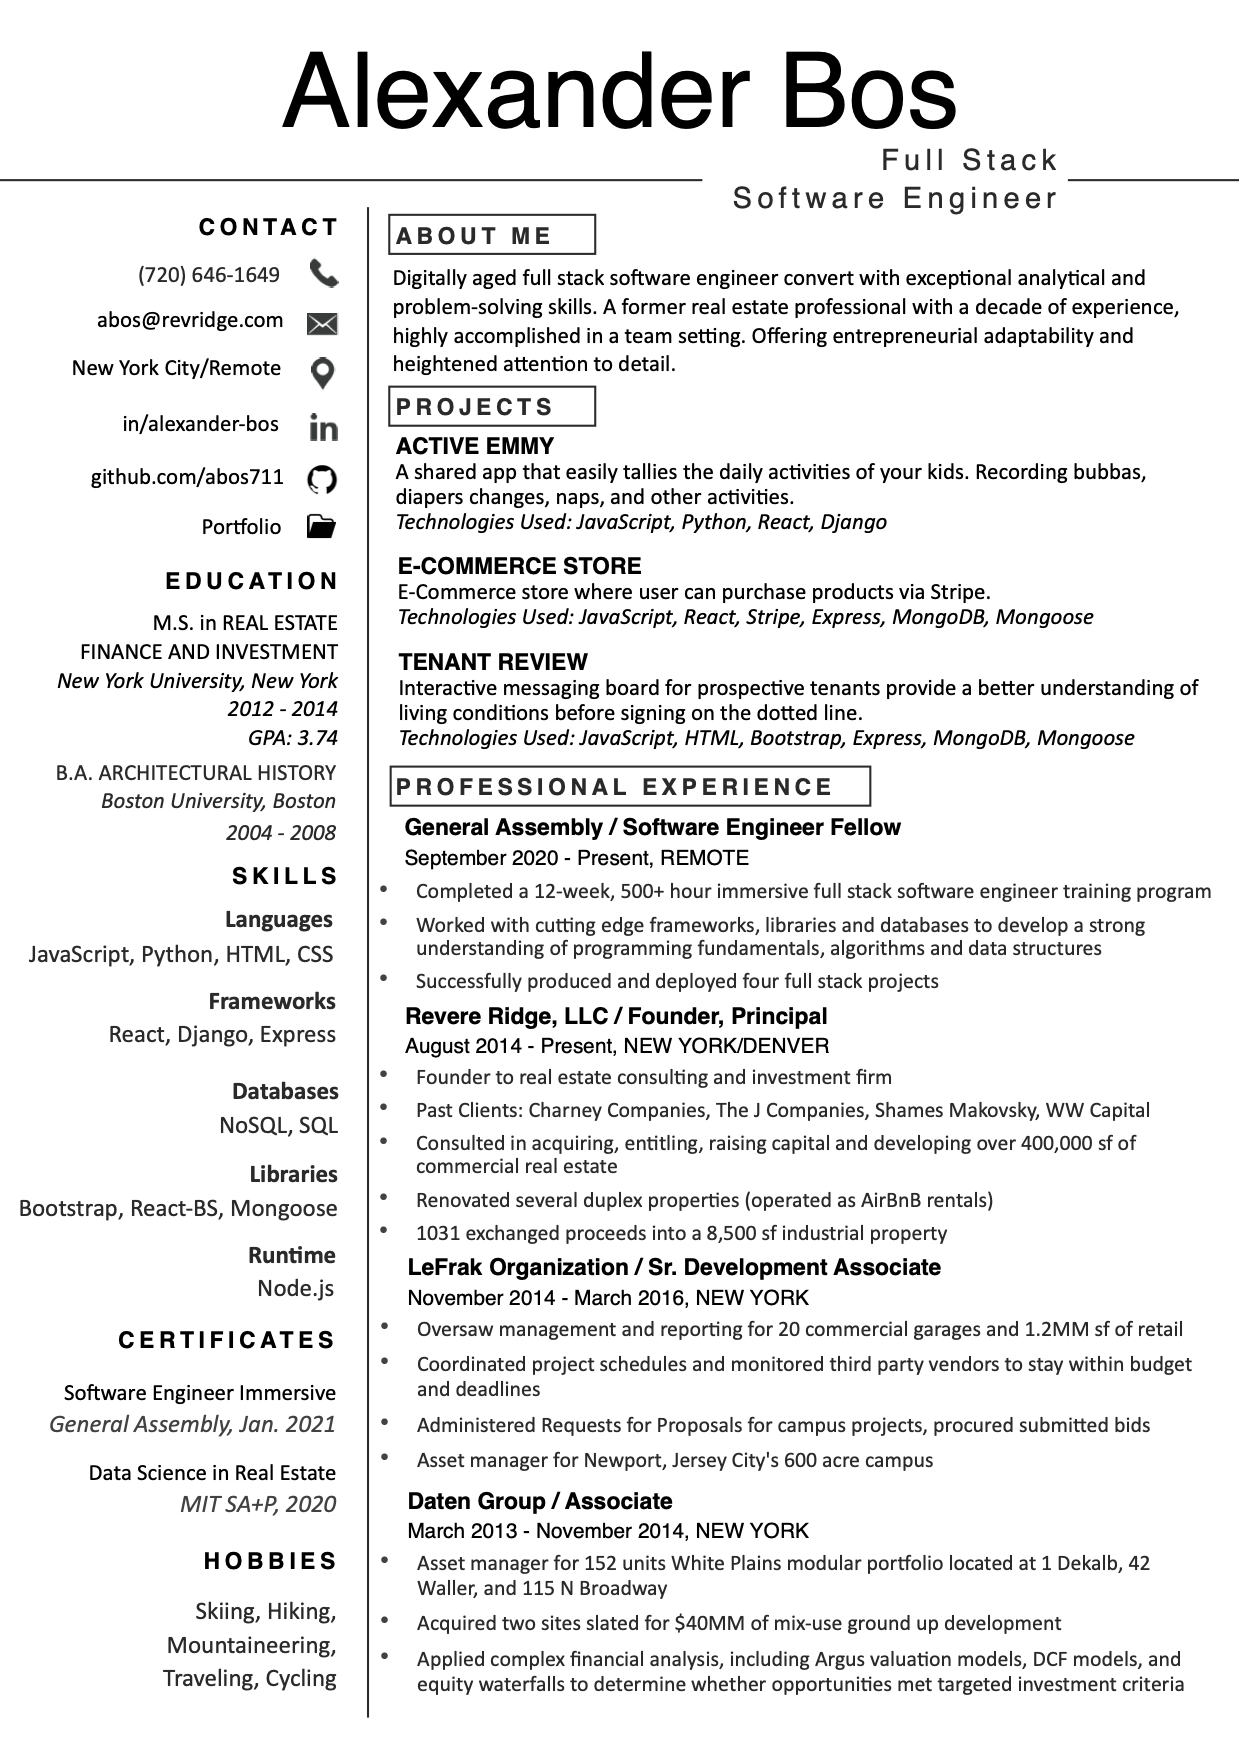 Alexander Bos
Full Stack
Software Engineer
CONTACT
(720) 646-1649
abos@revridge.com
New York City/Remote
in/alexander-bos
in
github.com/abos711
Portfolio
EDUCATION
M.S. in REAL ESTATE
FINANCE AND INVESTMENT
New York University, New York
2012 - 2014
GPA: 3.74
B.A. ARCHITECTURAL HISTORY
Boston University, Boston
2004 - 2008
SKILLS
Languages
JavaScript, Python, HTML, CSS
Frameworks
React, Django, Express
Databases
NoSQL, SQL
Libraries
Bootstrap, React-BS, Mongoose
Runtime
Node.js
CERTIFICATES
Software Engineer Immersive
General Assembly, Jan. 2021
Data Science in Real Estate
MIT SA+P, 2020
HOBBIES
Skiing, Hiking,
Mountaineering,
Traveling, Cycling
ABOUT ME
Digitally aged full stack software engineer convert with exceptional analytical and
problem-solving skills. A former real estate professional with a decade of experience,
highly accomplished in a team setting. Offering entrepreneurial adaptability and
heightened attention to detail.
PROJECTS
ACTIVE EMMY
A shared app that easily tallies the daily activities of your kids. Recording bubbas,
diapers changes, naps, and other activities.
Technologies Used: JavaScript, Python, React, Django
E-COMMERCE STORE
E-Commerce store where user can purchase products via Stripe.
Technologies Used: JavaScript, React, Stripe, Express, MongoDB, Mongoose
TENANT REVIEW
Interactive messaging board for prospective tenants provide a better understanding of
living conditions before signing on the dotted line.
Technologies Used: JavaScript, HTML, Bootstrap, Express, MongoDB, Mongoose
PROFESSIONAL EXPERIENCE
General Assembly / Software Engineer Fellow
September 2020 - Present, REMOTE
• Completed a 12-week, 500+ hour immersive full stack software engineer training program
• Worked with cutting edge frameworks, libraries and databases to develop a strong
understanding of programming fundamentals, algorithms and data structures
• Successfully produced and deployed four full stack projects
Revere Ridge, LLC / Founder, Principal
August 2014 - Present, NEW YORK/DENVER
• Founder to real estate consulting and investment firm
• Past Clients: Charney Companies, The J Companies, Shames Makovsky, WW Capital
• Consulted in acquiring, entitling, raising capital and developing over 400,000 sf of
commercial real estate
• Renovated several duplex properties (operated as AirBnB rentals)
• 1031 exchanged proceeds into a 8,500 sf industrial property
LeFrak Organization / Sr. Development Associate
November 2014 - March 2016, NEW YORK
• Oversaw management and reporting for 20 commercial garages and 1.2MM sf of retail
• Coordinated project schedules and monitored third party vendors to stay within budget
and deadlines
• Administered Requests for Proposals for campus projects, procured submitted bids
• Asset manager for Newport, Jersey City's 600 acre campus
Daten Group / Associate
March 2013 - November 2014, NEW YORK
• Asset manager for 152 units White Plains modular portfolio located at 1 Dekalb, 42
Waller, and 115 N Broadway
• Acquired two sites slated for $40MM of mix-use ground up development
• Applied complex financial analysis, including Argus valuation models, DCF models, and
equity waterfalls to determine whether opportunities met targeted investment criteria